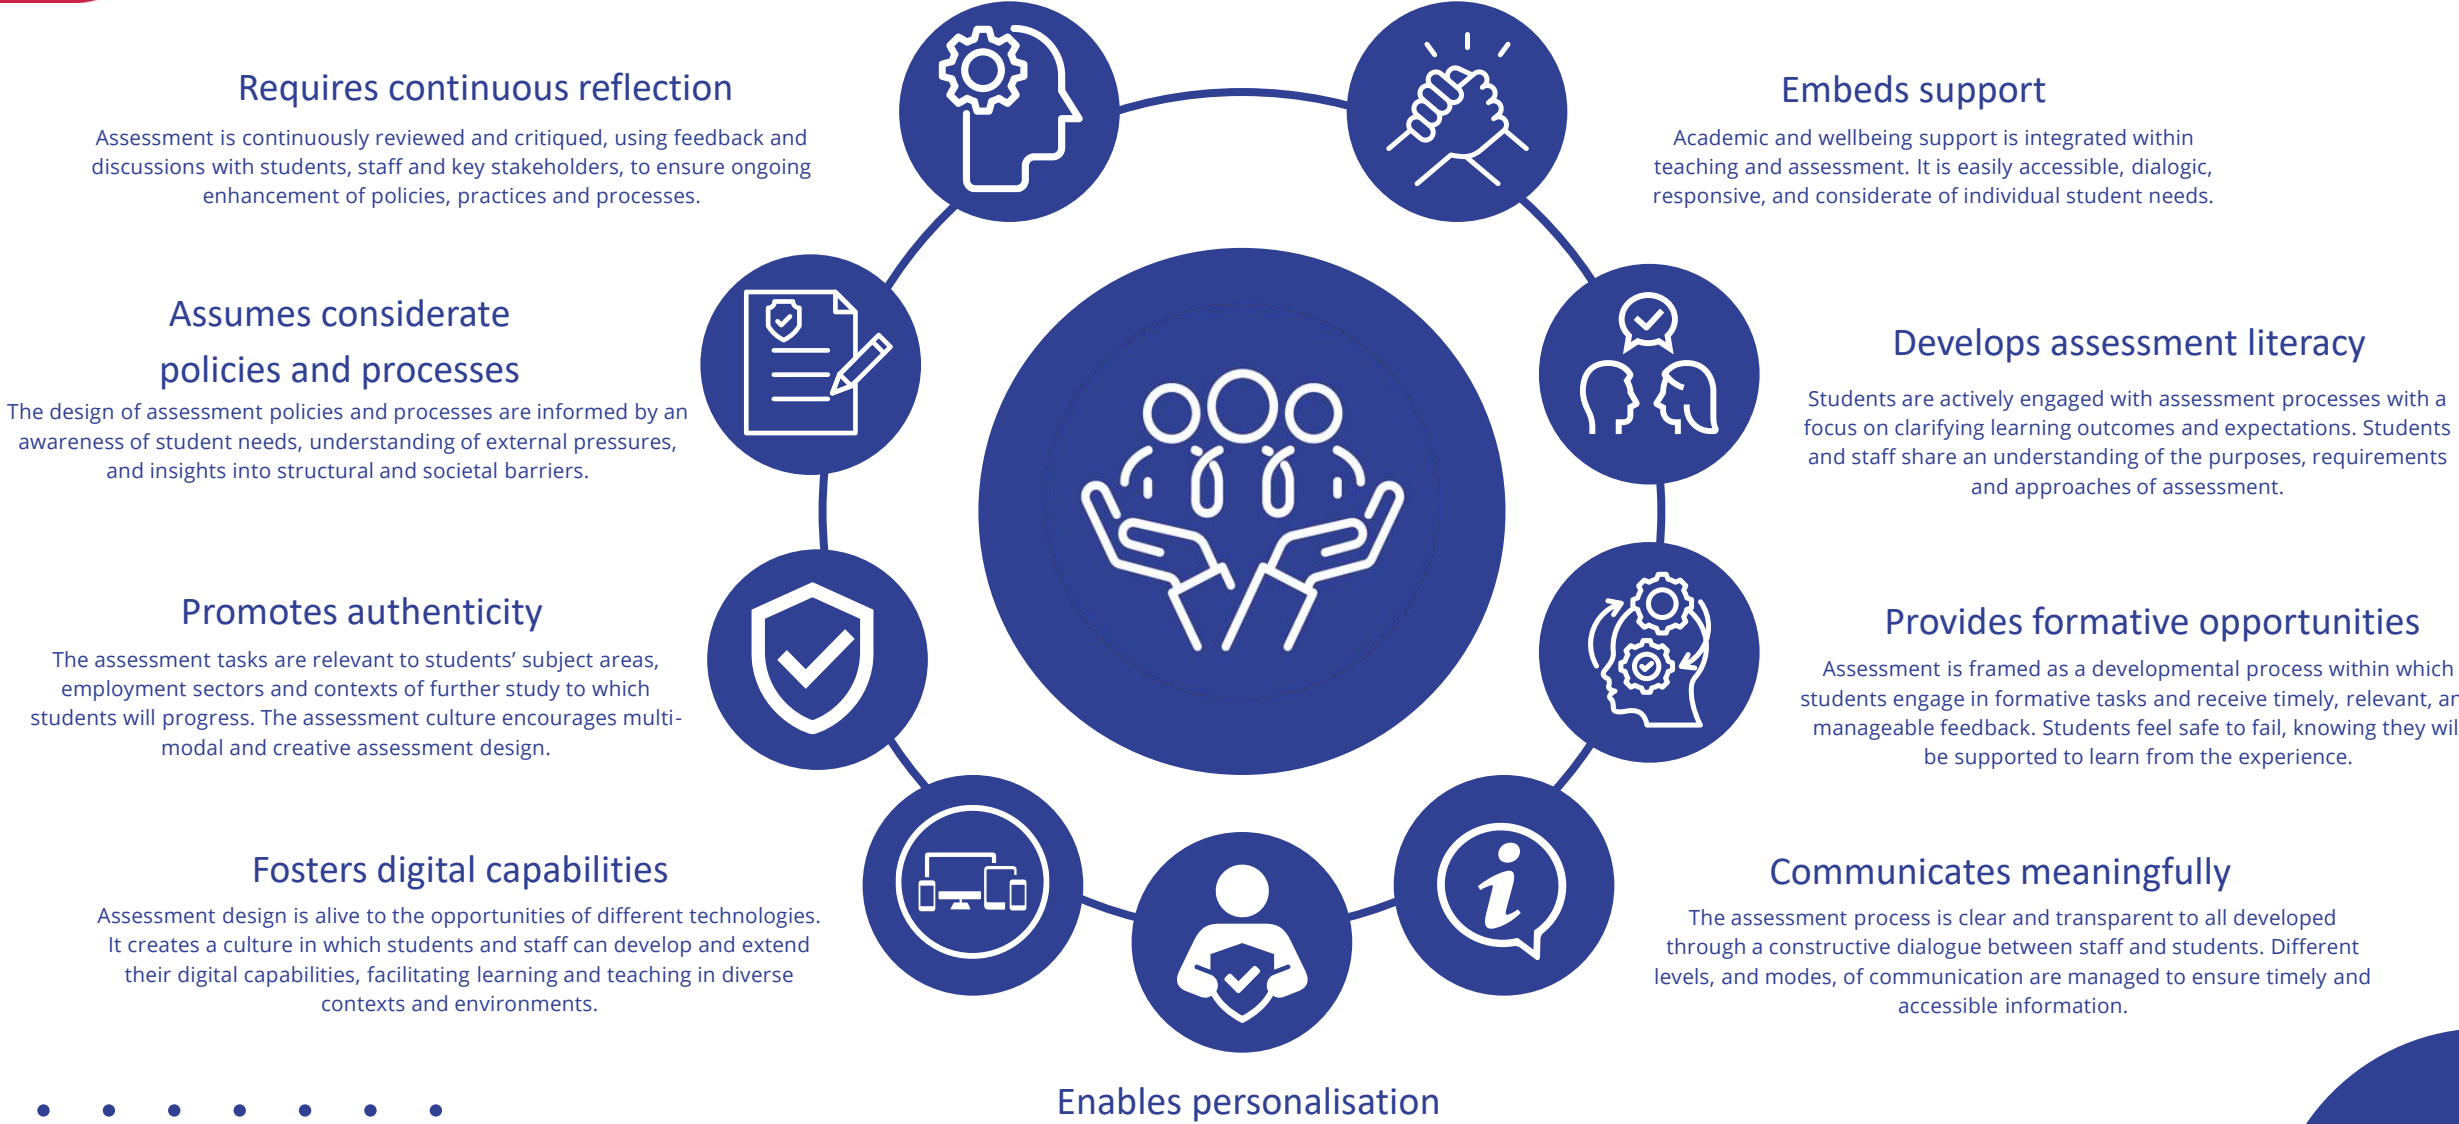 Requires continuous reflection
Assessment is continuously reviewed and critiqued, using feedback and
discussions with students, staff and key stakeholders, to ensure ongoing
enhancement of policies, practices and processes.
Assumes considerate
policies and processes
The design of assessment policies and processes are informed by an
awareness of student needs, understanding of external pressures,
and insights into structural and societal barriers.
Promotes authenticity
The assessment tasks are relevant to students’ subject areas,
employment sectors and contexts of further study to which
students will progress. The assessment culture encourages multi-
modal and creative assessment design.
Fosters digital capabilities
Assessment design is alive to the opportunities of different technologies.
It creates a culture in which students and staff can develop and extend
their digital capabilities, facilitating learning and teaching in diverse
contexts and environments.
Embeds support
Academic and wellbeing support is integrated within
teaching and assessment. It is easily accessible, dialogic,
responsive, and considerate of individual student needs.
Develops assessment literacy
Students are actively engaged with assessment processes with a
focus on clarifying learning outcomes and expectations. Students
and staff share an understanding of the purposes, requirements
and approaches of assessment.
Provides formative opportunities
Assessment is framed as a developmental process within which
students engage in formative tasks and receive timely, relevant,
manageable feedback. Students feel safe to fail, knowing they will
be supported to learn from the experience.
Communicates meaningfully
The assessment process is clear and transparent to all developed
through a constructive dialogue between staff and students. Different
levels, and modes, of communication are managed to ensure timely and
accessible information.
Enables personalisation